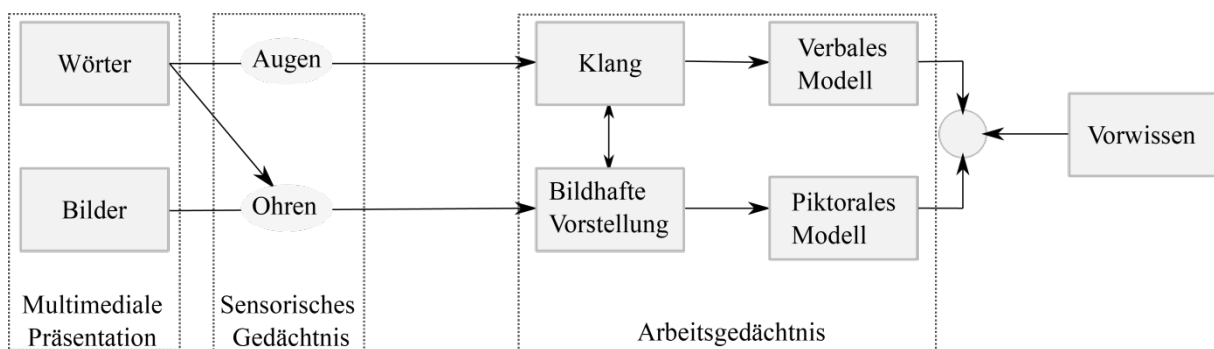 Wörter
Augen
Klang
Verbales
Modell
Vorwissen
Bilder
Ohren
Bildhafte
Vorstellung
Piktorales
Modell
Multimediale
Präsentation
Sensorisches
Gedächtnis
Arbeitsgedächtnis